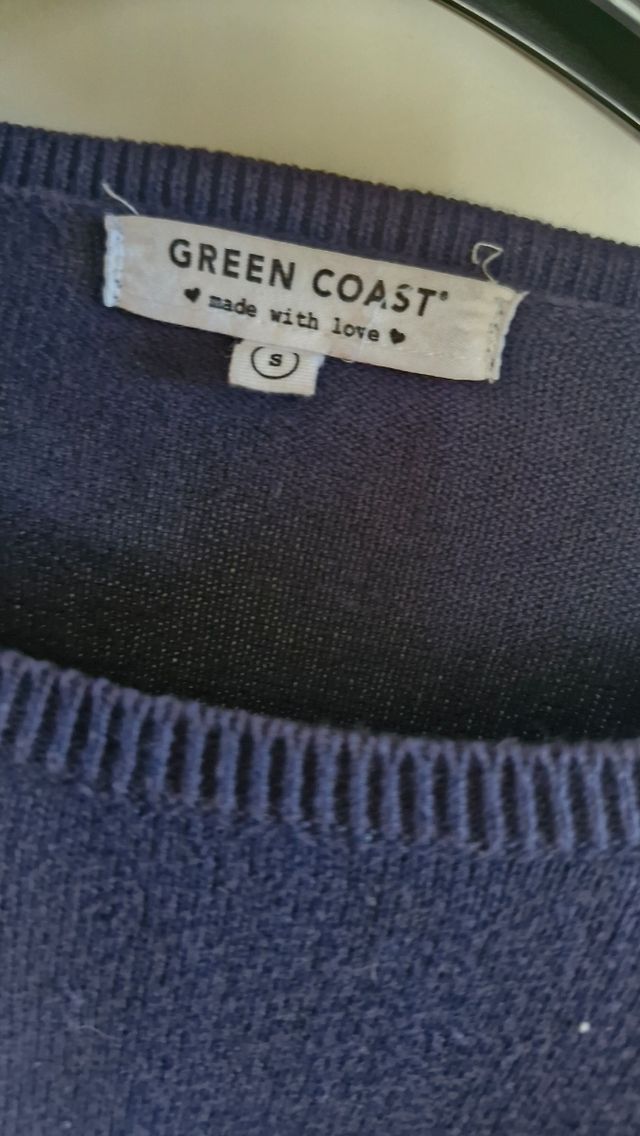 GREEN COAST®
♥ made with love ♥
S